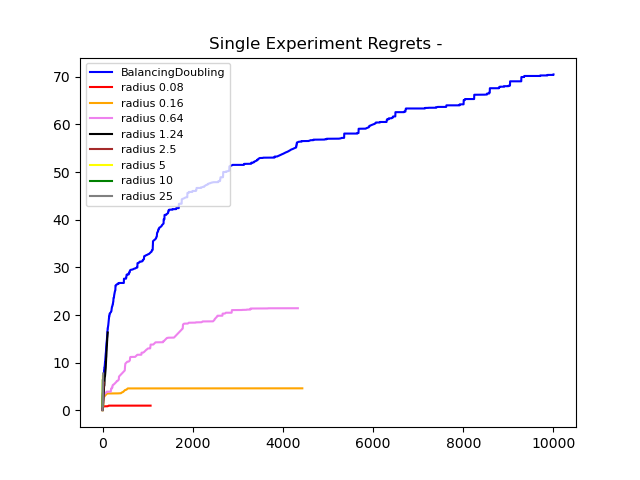 Single Experiment Regrets -
BalancingDoubling
radius 0.08
radius 0.16
radius 0.64
radius 1.24
radius 2.5
radius 5
radius 10
radius 25
70
60
50
40
30
20
10
0
0 2000 4000 6000 8000 10000